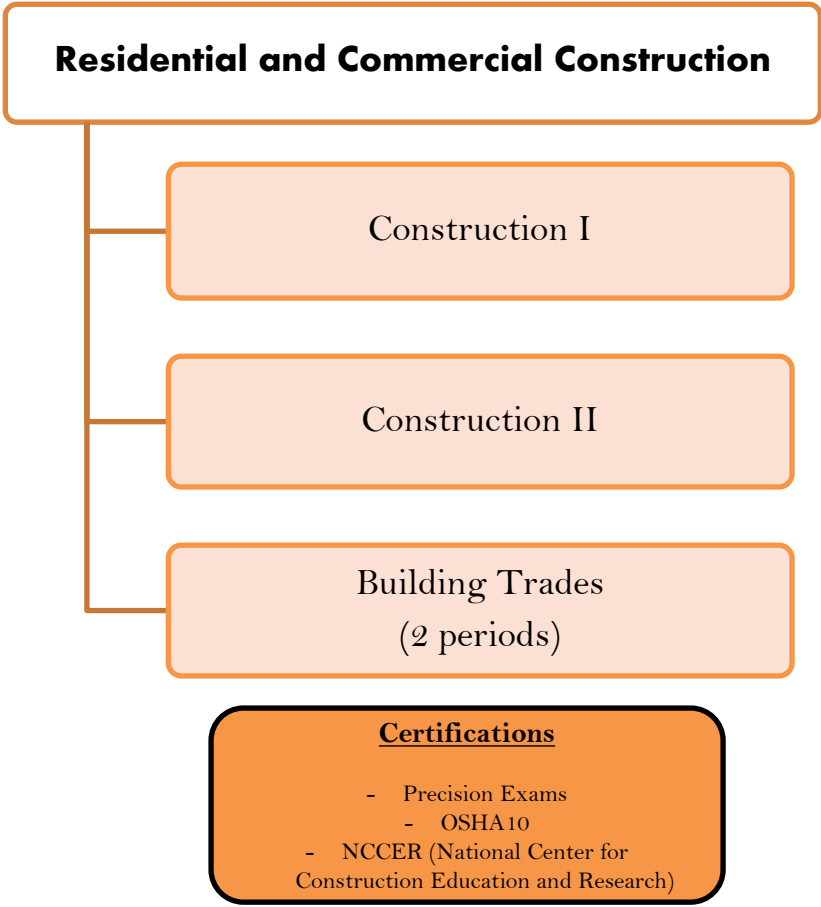 Residential and Commercial Construction
Construction I
Construction II
Building Trades
(2 periods)
Certifications
- Precision Exams
- OSHA10
- NCCER (National Center for
Construction Education and Research)